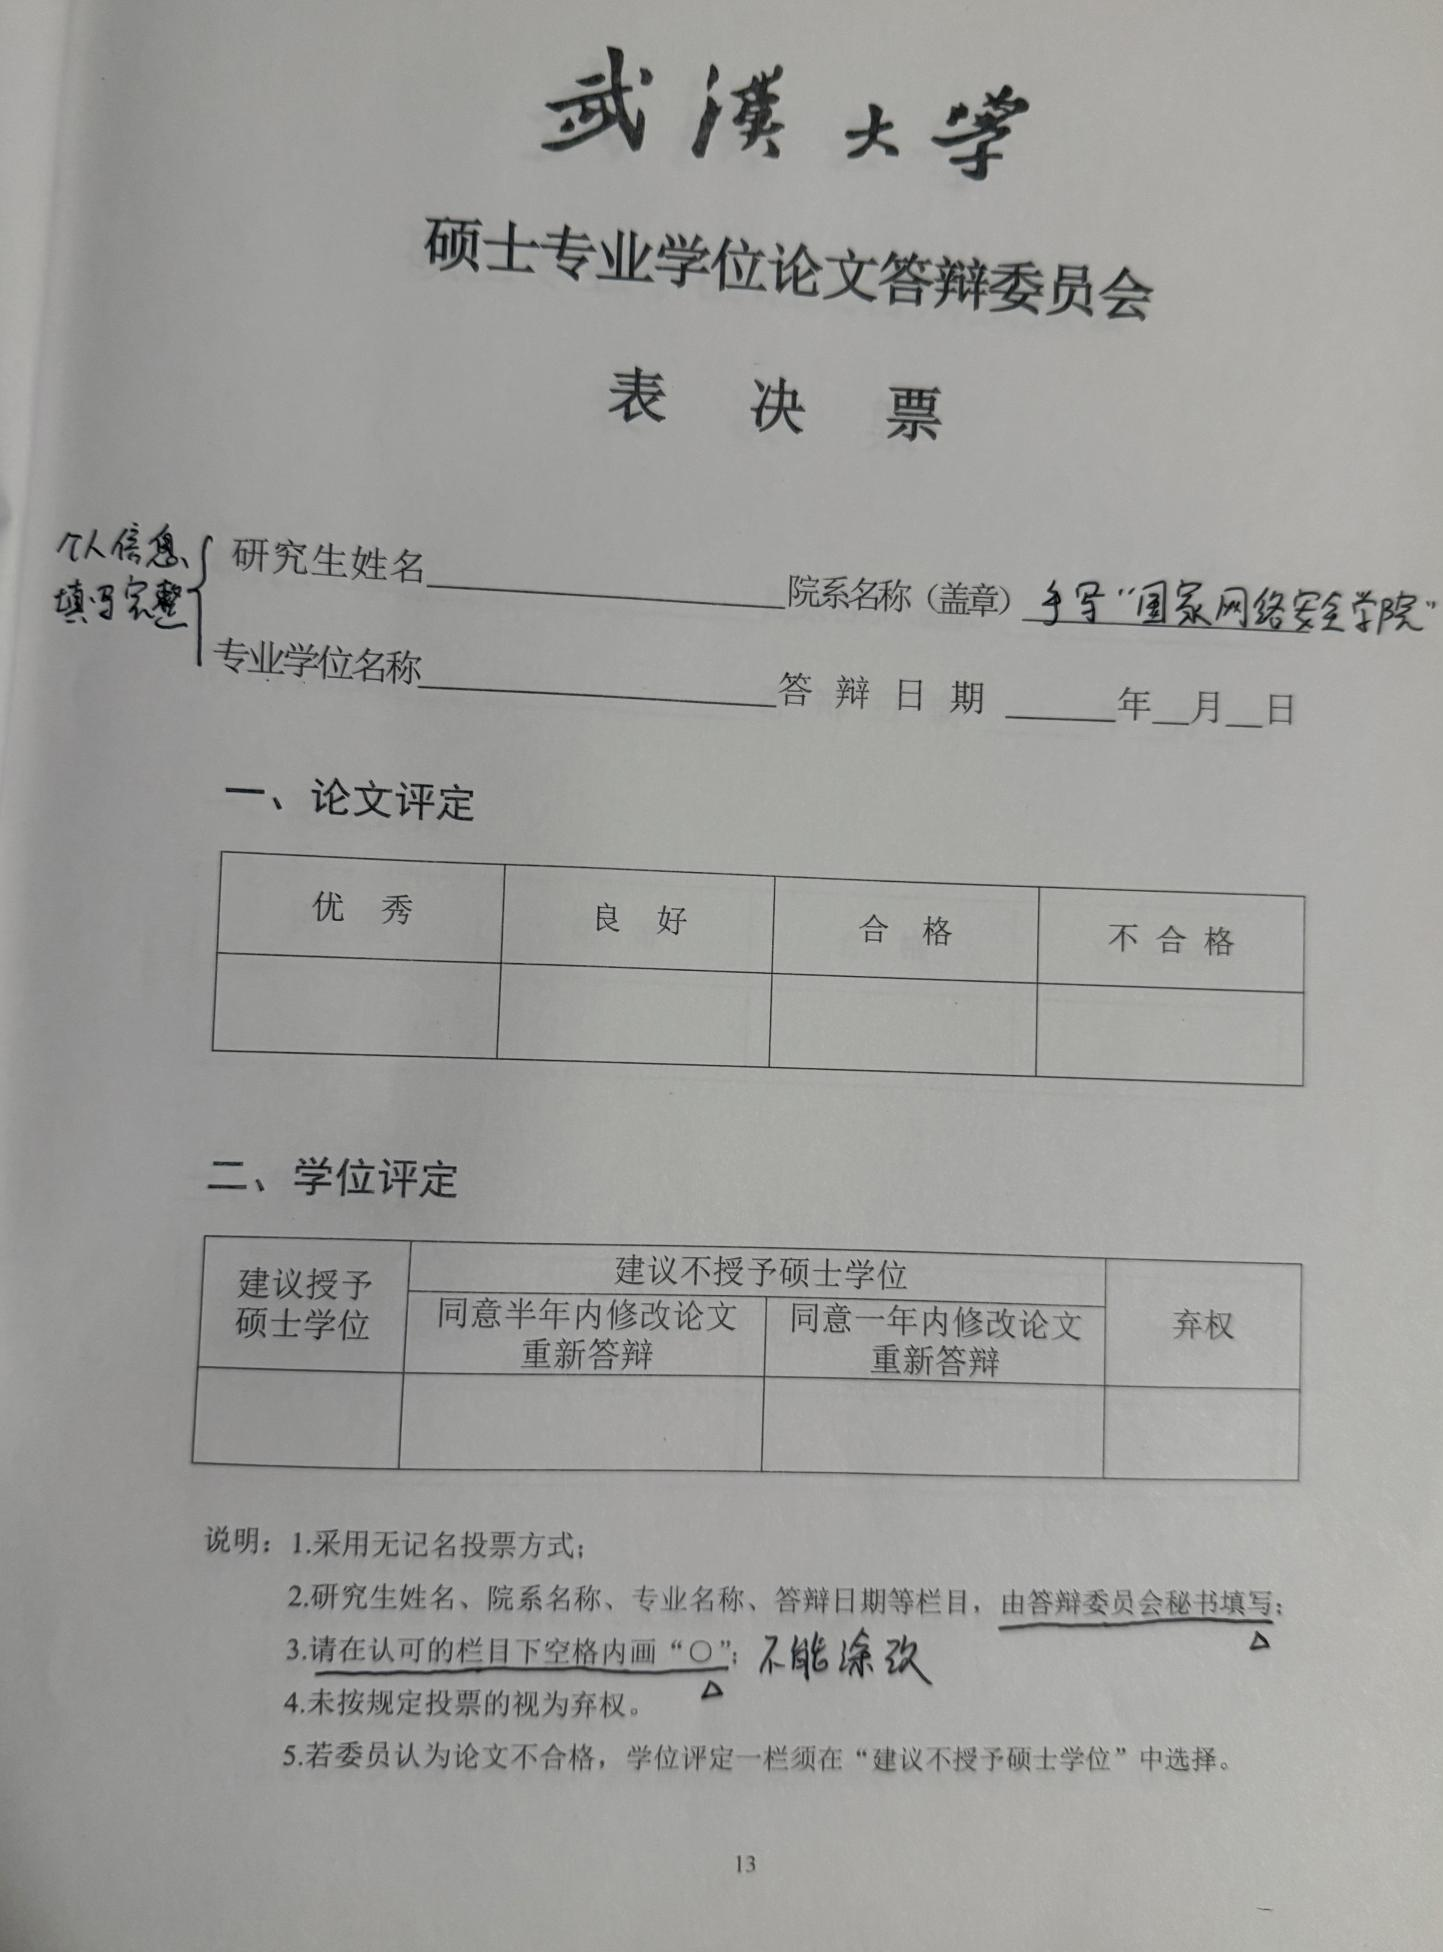 武漢大学
硕士专业学位论文答辩委员会
表 决 票
个人信息、
填写完整
研究生姓名 院系名称（盖章） 手写“国家网络安全学院”
专业学位名称 答 辩 日 期 年 月 日
一、论文评定
优 秀 良 好 合 格 不 合 格
二、学位评定
建议授予
硕士学位
建议不授予硕士学位
同意半年内修改论文
重新答辩
同意一年内修改论文
重新答辩
弃权
说明：1.采用无记名投票方式；
2.研究生姓名、院系名称、专业名称、答辩日期等栏目，由答辩委员会秘书填写；
3.请在认可的栏目下空格内画“○”；不能涂改
4.未按规定投票的视为弃权。
5.若委员认为论文不合格，学位评定一栏须在“建议不授予硕士学位”中选择。
13